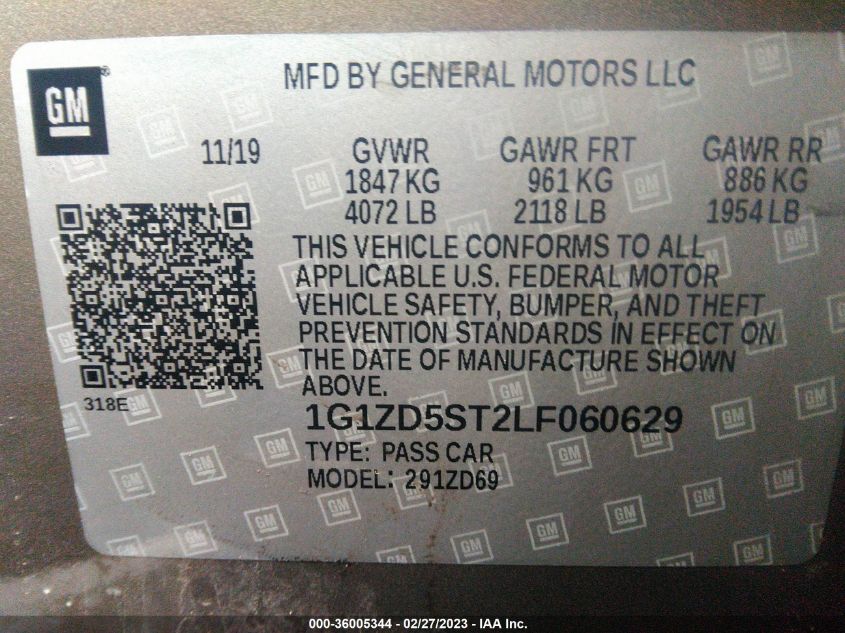 GM®
MFD BY GENERAL MOTORS LLC
11/19 GVWR GAWR FRT GAWR RR
1847 KG 961 KG 886 KG
4072 LB 2118 LB 1954 LB
THIS VEHICLE CONFORMS TO ALL
APPLICABLE U.S. FEDERAL MOTOR
VEHICLE SAFETY, BUMPER, AND THEFT
PREVENTION STANDARDS IN EFFECT ON
THE DATE OF MANUFACTURE SHOWN
ABOVE.
318E
1G1ZD5ST2LF060629
TYPE: PASS CAR
MODEL: 291ZD69
000-36005344 - 02/27/2023 - IAA Inc.